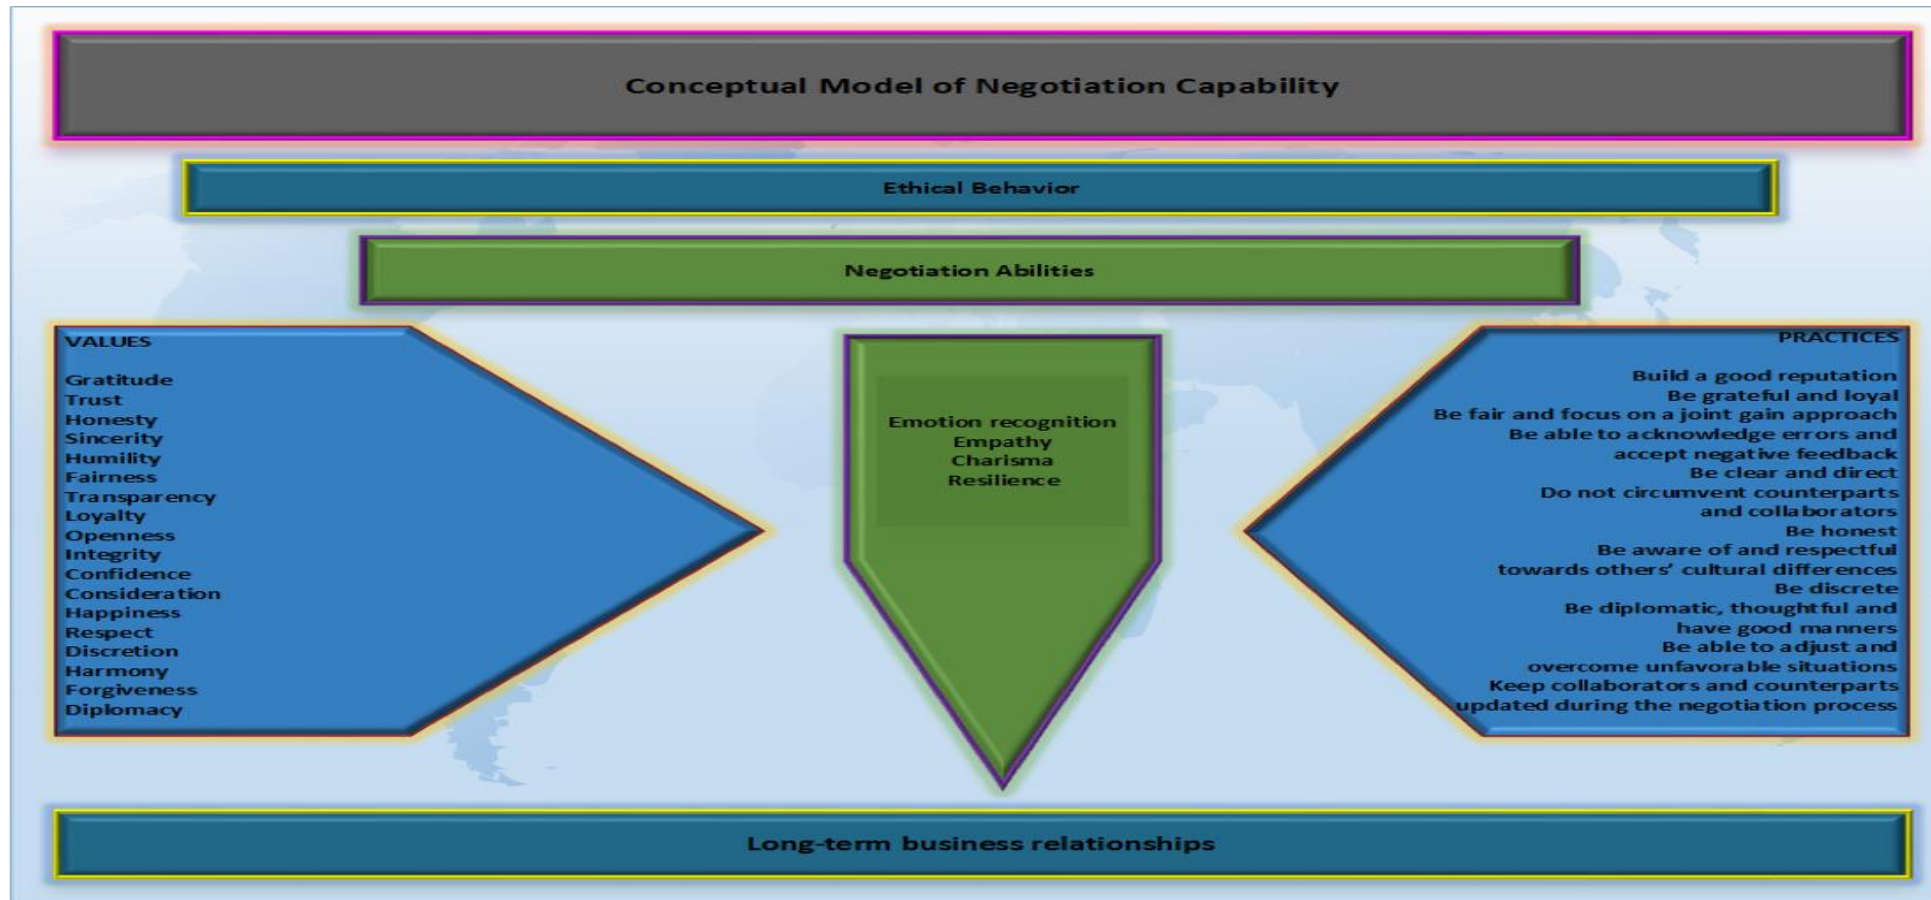 Conceptual Model of Negotiation Capability
Ethical Behavior
Negotiation Abilities
VALUES
Gratitude
Trust
Honesty
Sincerity
Humility
Fairness
Transparency
Loyalty
Openness
Integrity
Confidence
Consideration
Happiness
Respect
Discretion
Harmony
Forgiveness
Diplomacy
Emotion recognition
Empathy
Charisma
Resilience
PRACTICES
Build a good reputation
Be grateful and loyal
Be fair and focus on a joint gain approach
Be able to acknowledge errors and
accept negative feedback
Be clear and direct
Do not circumvent counterparts
and collaborators
Be honest
Be aware of and respectful
towards others’ cultural differences
Be discrete
Be diplomatic, thoughtful and
have good manners
Be able to adjust and
overcome unfavorable situations
Keep collaborators and counterparts
updated during the negotiation process
Long-term business relationships